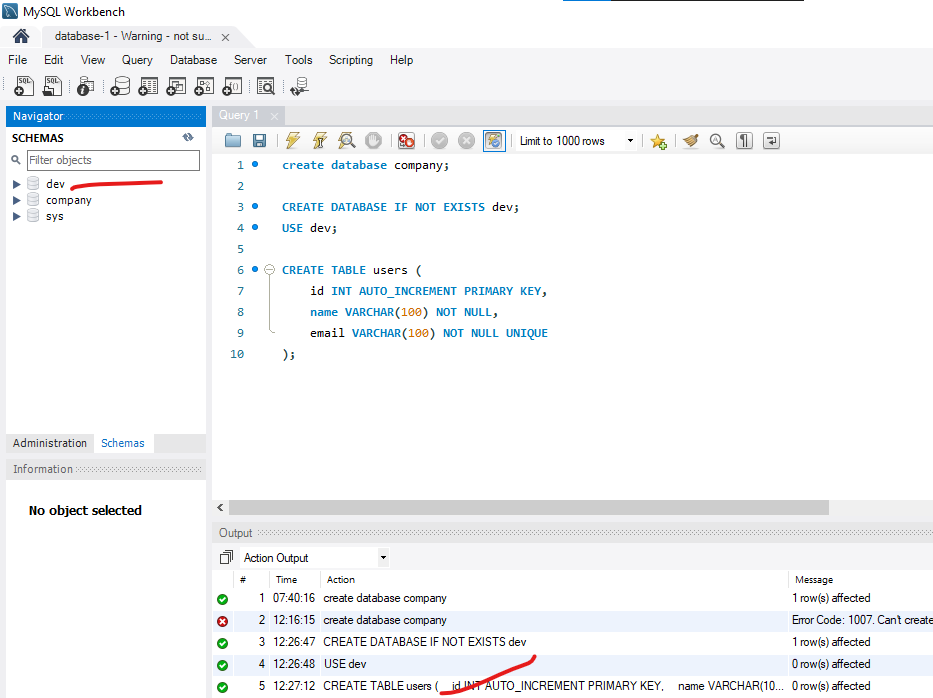 MySQL Workbench
database-1 - Warning - not su... ×
File Edit View Query Database Server Tools Scripting Help
Navigator
Query 1 ×
SCHEMAS
Limit to 1000 rows
Filter objects
1 create database company;
2
dev
company
sys
3 CREATE DATABASE IF NOT EXISTS dev;
4 USE dev;
5
6 CREATE TABLE users (
7 id INT AUTO_INCREMENT PRIMARY KEY,
8 name VARCHAR(100) NOT NULL,
9 email VARCHAR(100) NOT NULL UNIQUE
10 );
Administration Schemas
Information
No object selected
Output
Action Output
# Time Action Message
1 07:40:16 create database company 1 row(s) affected
2 12:16:15 create database company Error Code: 1007. Can't create
3 12:26:47 CREATE DATABASE IF NOT EXISTS dev 1 row(s) affected
4 12:26:48 USE dev 0 row(s) affected
5 12:27:12 CREATE TABLE users ( id INT AUTO_INCREMENT PRIMARY KEY, name VARCHAR(10... 0 row(s) affected